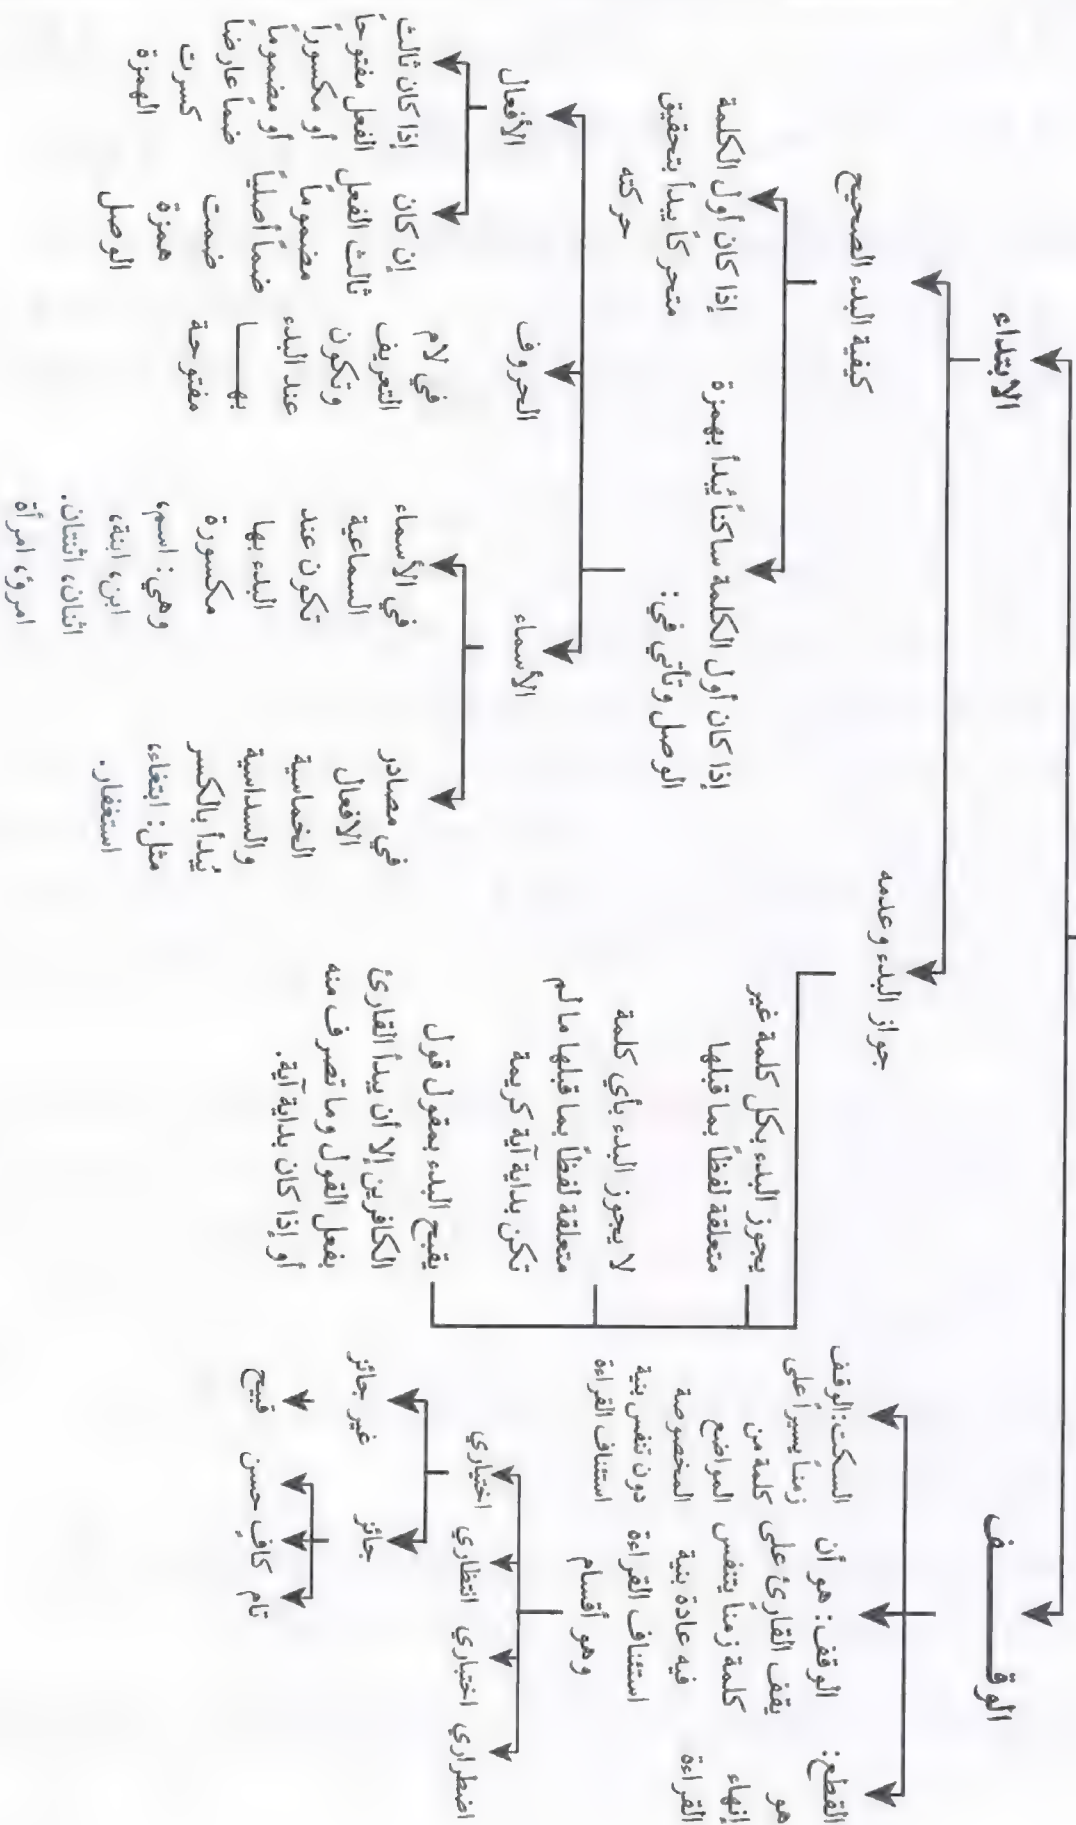 الوقـــــف
القطع:
هو
إنهاء
القراءة
الوقف: هو أن
يقف القارئ على
كلمة زمناً يتنفس
فيه عادة بنية
استئناف القراءة
وهو أقسام
السكت: الوقف
زمناً يسيراً على
كلمة من
المواضع
المخصوصة
دون تنفس بنية
استئناف القراءة
اضطراري
اختباري
انتظاري
اختياري
جائز
غير جائز
تام
كافٍ
حسن
قبيح
الابتداء
جواز البدء وعدمه
يجوز البدء بكل كلمة غير
متعلقة لفظاً بما قبلها
لا يجوز البدء بأي كلمة
متعلقة لفظاً بما قبلها ما لم
تكن بداية آية كريمة
يقبح البدء بمقول قول
الكافرين إلا أن يبدأ القارئ
بفعل القول وما تصرف منه
أو إذا كان بداية آية.
كيفية البدء الصحيح
إذا كان أول الكلمة ساكناً يُبدأ بهمزة
الوصل وتأتي في:
إذا كان أول الكلمة
متحركاً يبدأ بتحقيق
حركته
الأسماء
في مصادر
الافعال
الخماسية
والسداسية
يُبدأ بالكسر
مثل: ابتغاء،
استغفار.
في الأسماء
السماعية
تكون عند
البدء بها
مكسورة
وهي: اسم،
ابن، ابنة،
اثنان، اثنتان.
امرؤ، امرأة
الحروف
في لام
التعريف
وتكون
عند البدء
بهـــا
مفتوحة
الأفعال
إن كان
ثالث الفعل
مضموماً
ضماً أصلياً
ضمت
همزة
الوصل
إذا كان ثالث
الفعل مفتوحاً
أو مكسوراً
أو مضموماً
ضماً عارضاً
كسرت
الهمزة